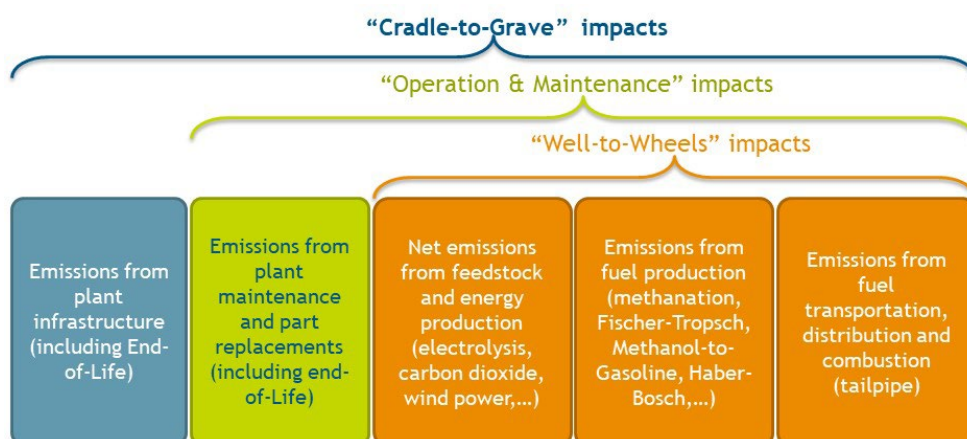 “Cradle-to-Grave” impacts
“Operation & Maintenance” impacts
“Well-to-Wheels” impacts
Emissions from
plant
infrastructure
(including End-
of-Life)
Emissions from
plant
maintenance
and part
replacements
(including end-
of-Life)
Net emissions
from feedstock
and energy
production
(electrolysis,
carbon dioxide,
wind power,...)
Emissions from
fuel production
(methanation,
Fischer-Tropsch,
Methanol-to-
Gasoline, Haber-
Bosch,...)
Emissions from
fuel
transportation,
distribution and
combustion
(tailpipe)